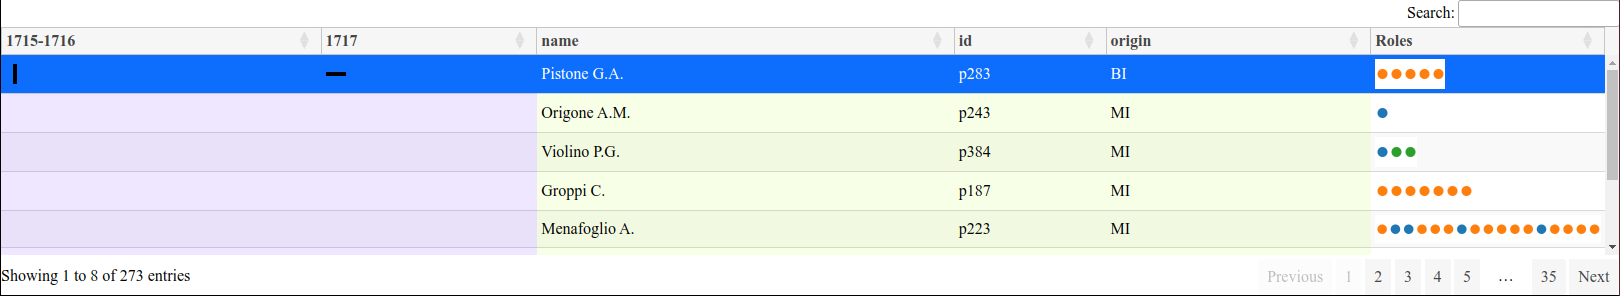 Search:
1715-1716 1717 name id origin Roles
Pistone G.A. p283 BI
Origone A.M. p243 MI
Violino P.G. p384 MI
Groppi C. p187 MI
Menafoglio A. p223 MI
Showing 1 to 8 of 273 entries Previous 1 2 3 4 5 … 35 Next